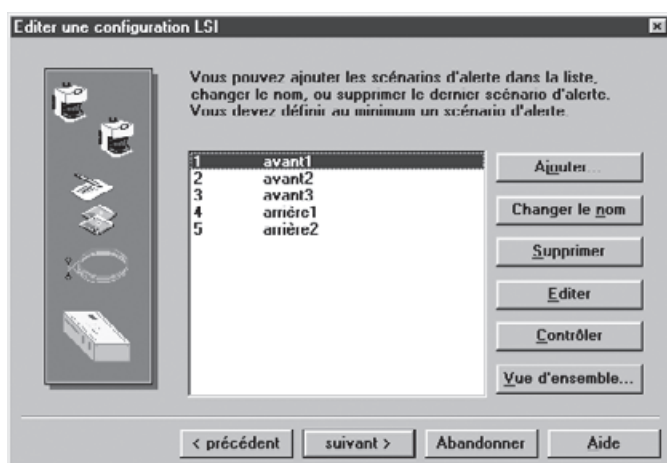 Editer une configuration LSI
Vous pouvez ajouter les scénarios d'alerte dans la liste,
changer le nom, ou supprimer le dernier scénario d'alerte.
Vous devez définir au minimum un scénario d'alerte.
1 avant1
2 avant2
3 avant3
4 arrière1
5 arrière2
Ajouter...
Changer le nom
Supprimer
Editer
Contrôler
Vue d'ensemble...
< précédent
suivant >
Abandonner
Aide